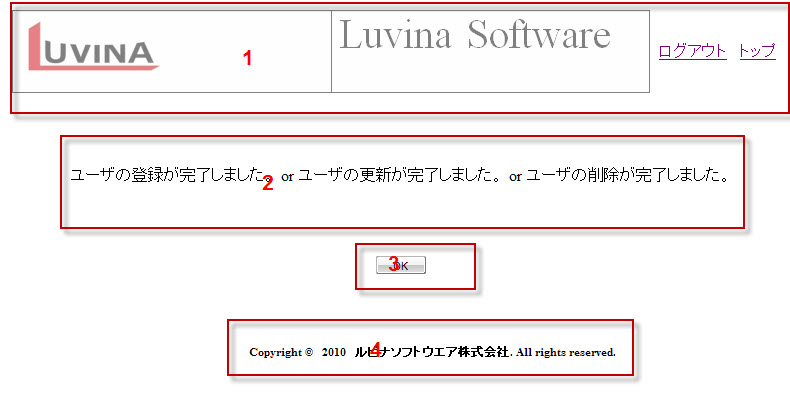 LUVINA
1
Luvina Software
ログアウト トップ
ユーザの登録が完了しました。 or ユーザの更新が完了しました。 or ユーザの削除が完了しました。
2
OK
3
Copyright © 2010 ルビナソフトウエア株式会社. All rights reserved.
4